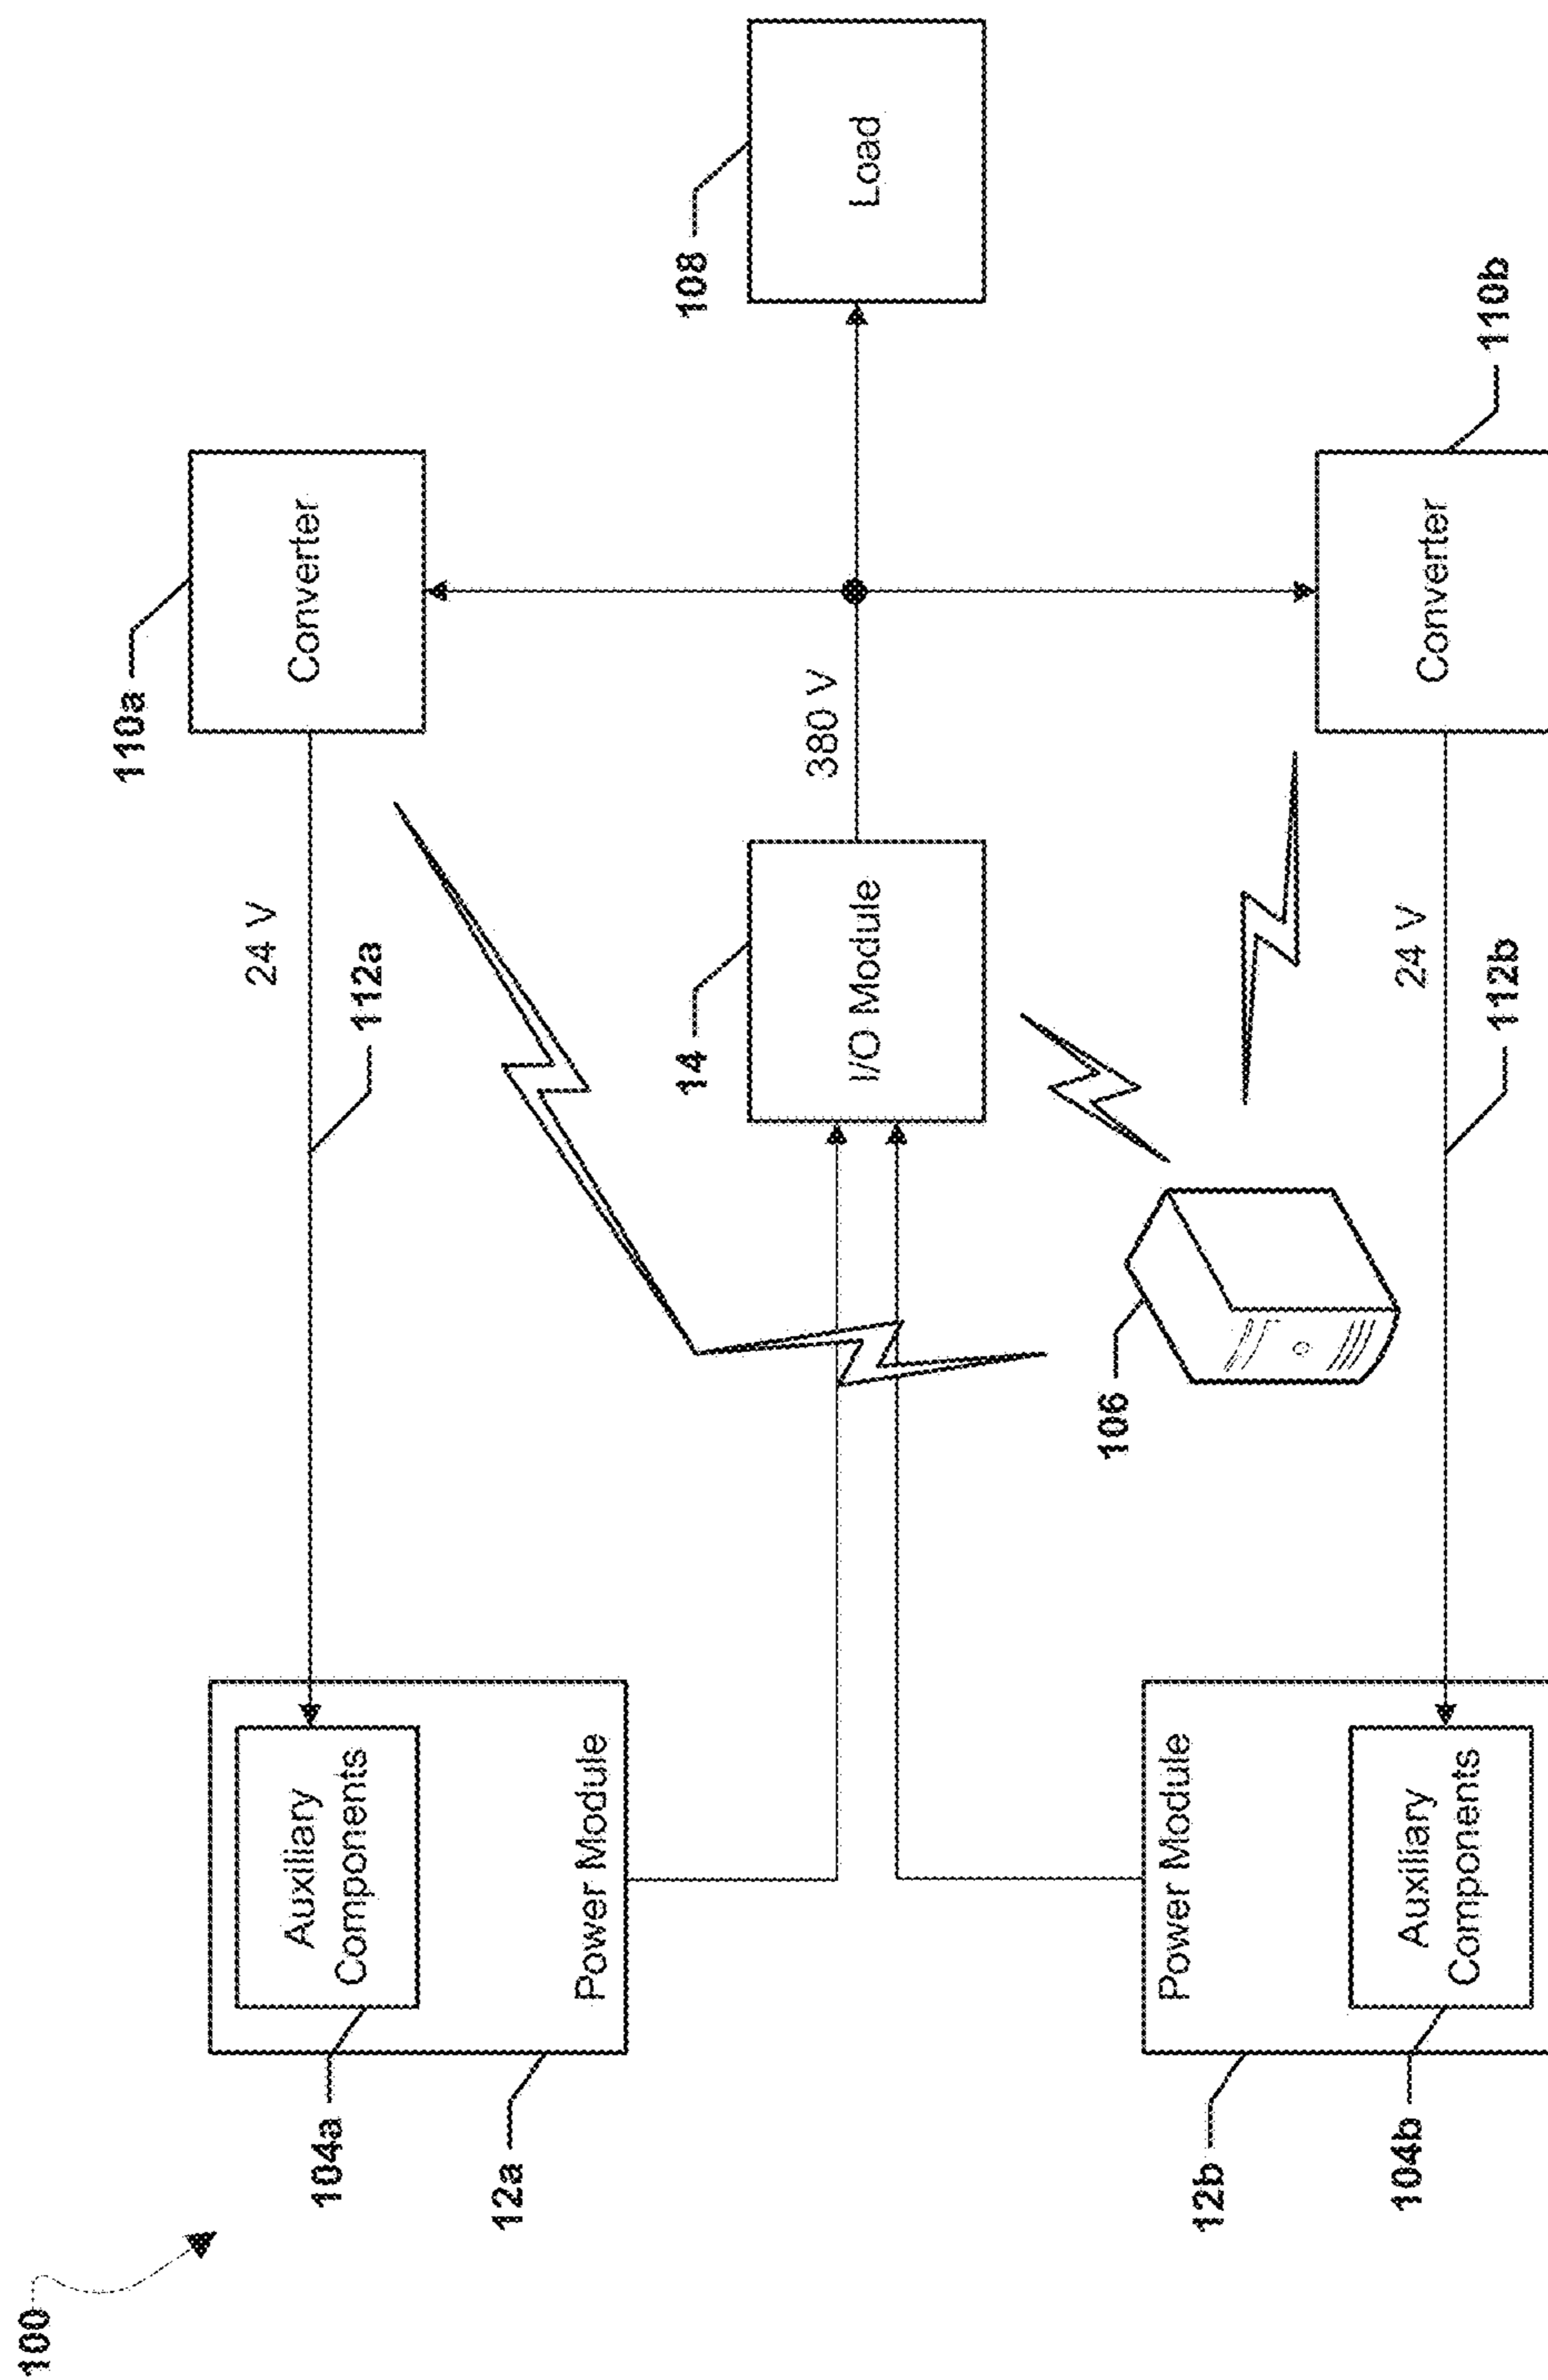 100
104a
12a
Auxiliary
Components
Power Module
24 V
112a
110a
Converter
14
I/O Module
380 V
108
Load
106
12b
104b
Power Module
Auxiliary
Components
24 V
112b
Converter
110b